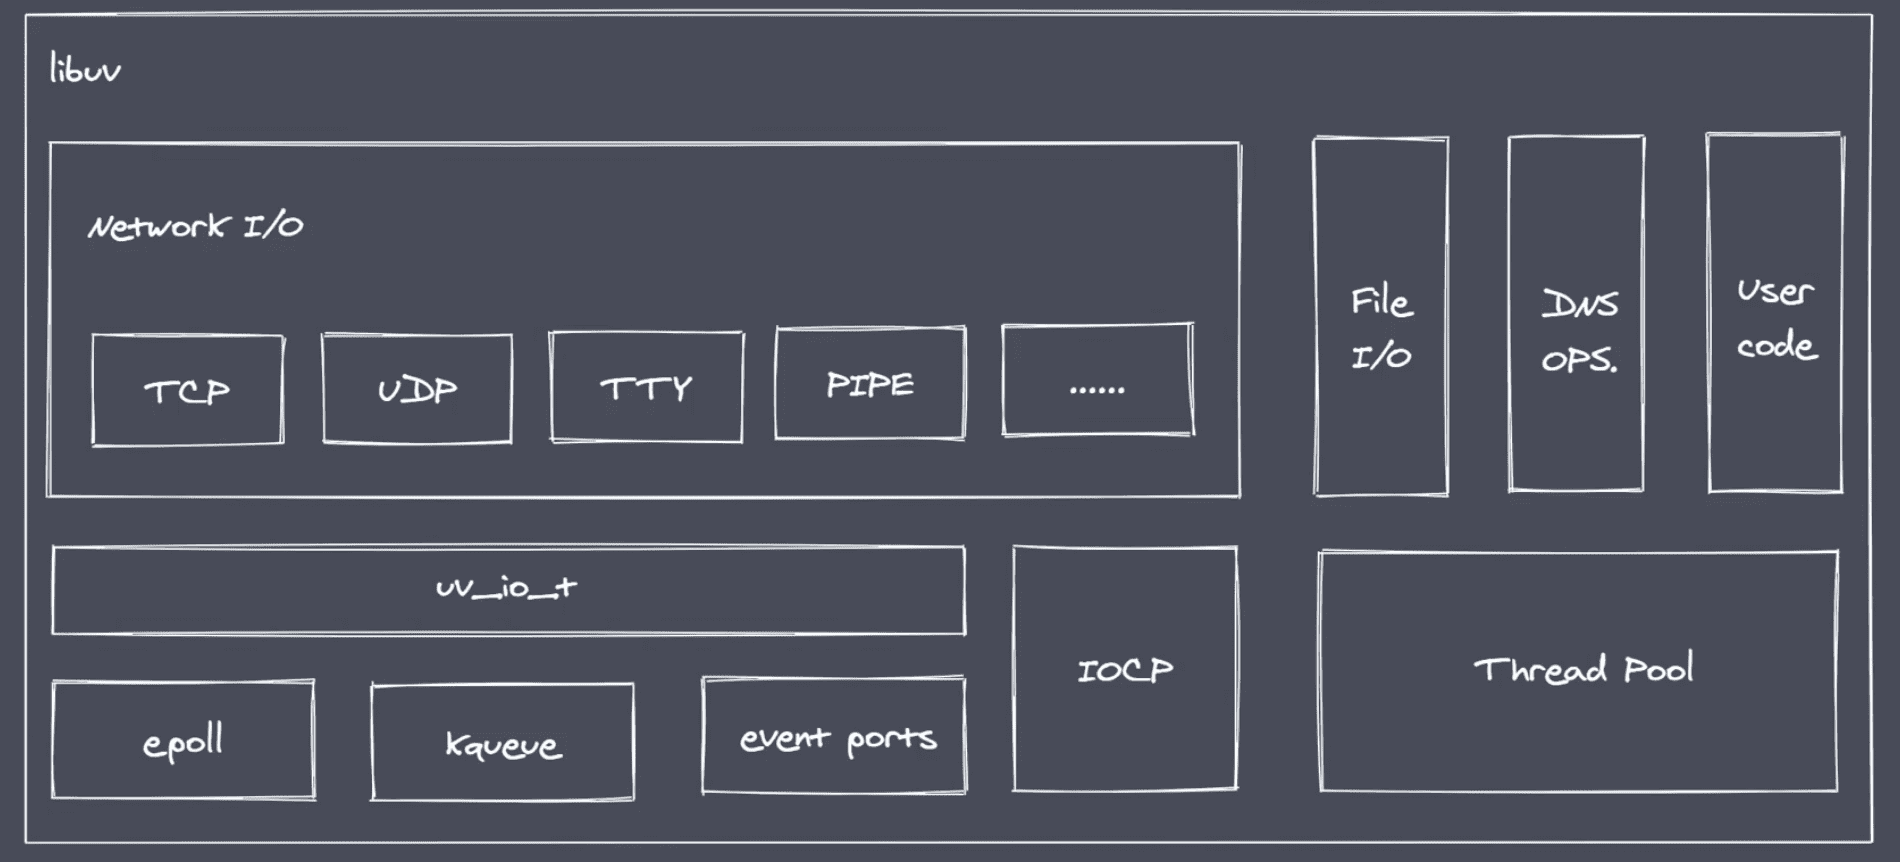 libuv
Network I/O
TCP
UDP
TTY
PIPE
......
File
I/O
DNS
OPS.
User
code
uv_io_t
IOCP
Thread Pool
epoll
kqueue
event ports